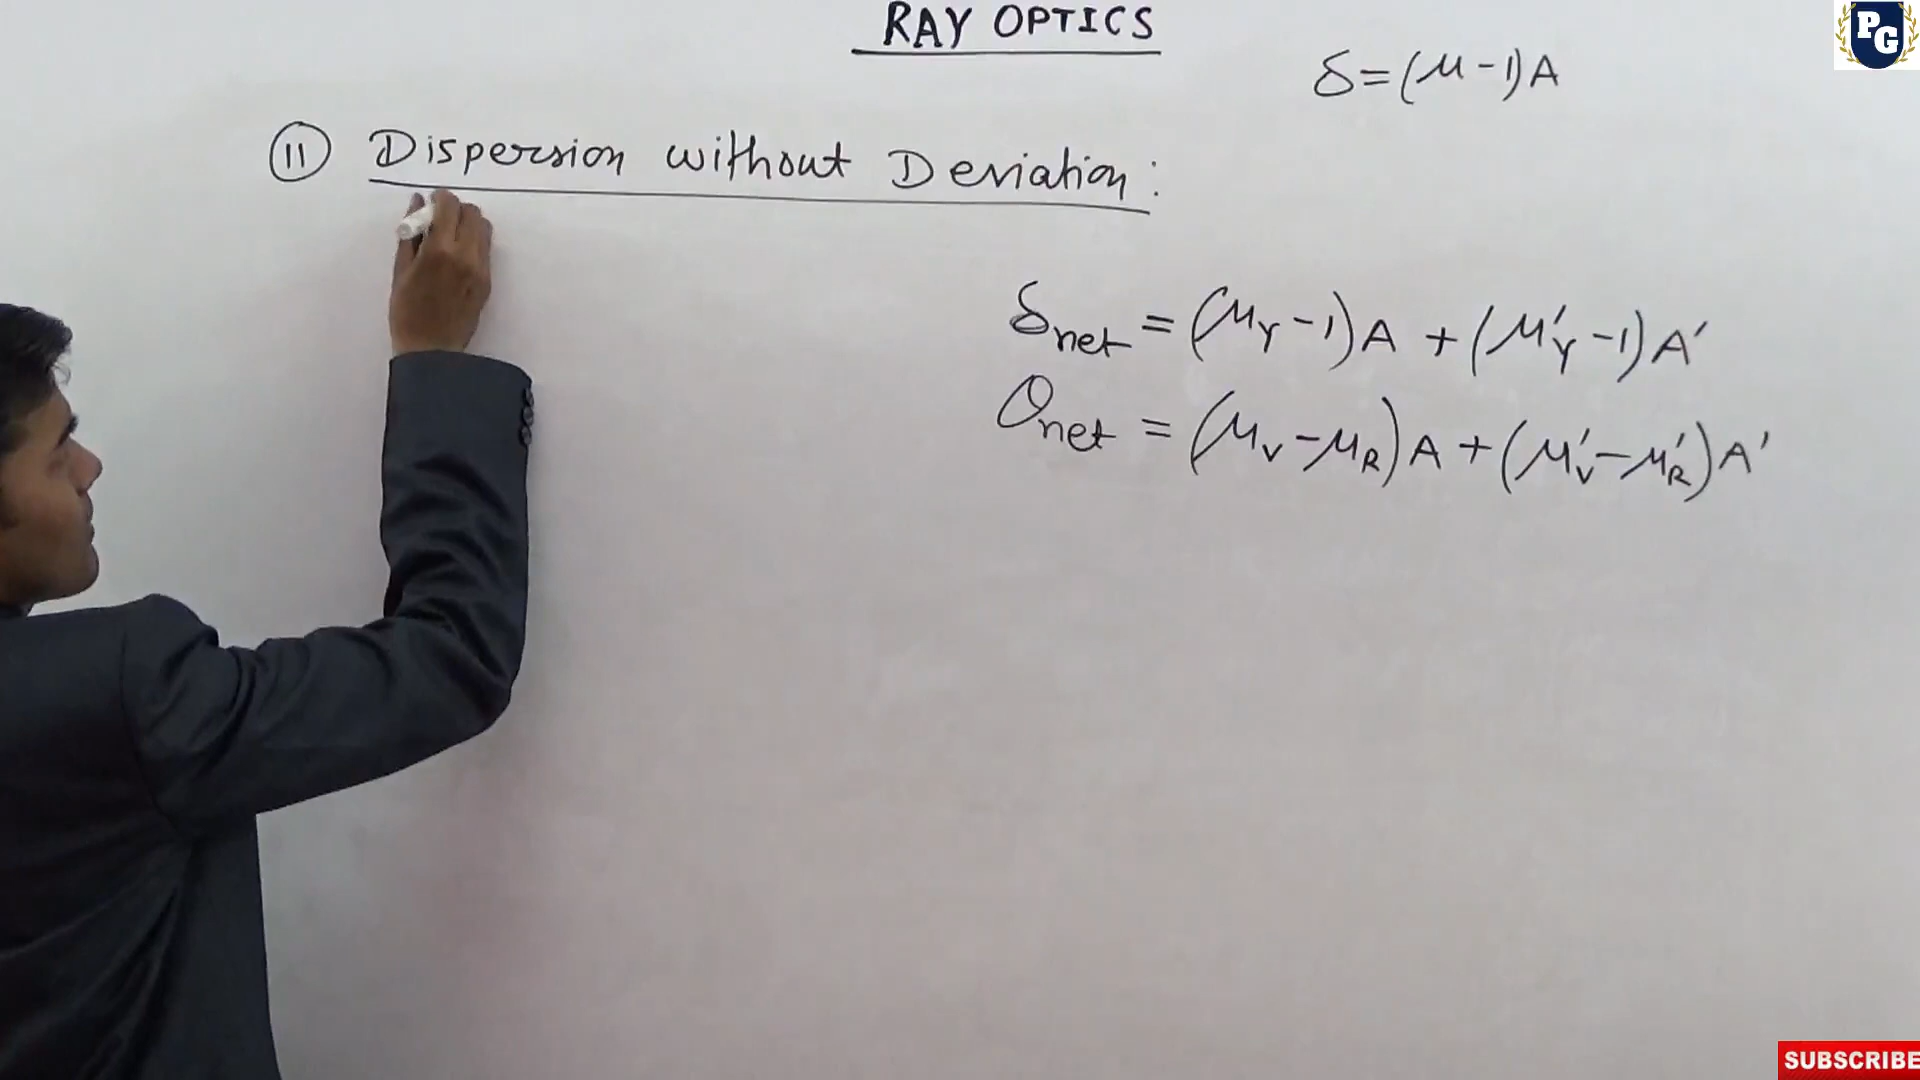 RAY OPTICS
PG
δ = (μ - 1)A
(11) Dispersion without Deviation :
δnet = (μY - 1)A + (μ'Y - 1)A'
θnet = (μV - μR)A + (μ'V - μ'R)A'
SUBSCRIBE